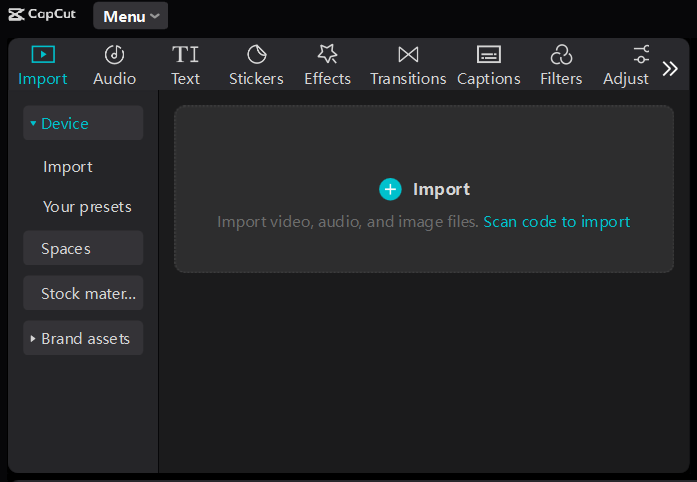 CapCut Menu
Import Audio TI Text Stickers Effects Transitions Captions Filters Adjust
Device
Import
Your presets
Spaces
Stock mater...
Brand assets
Import
Import video, audio, and image files. Scan code to import